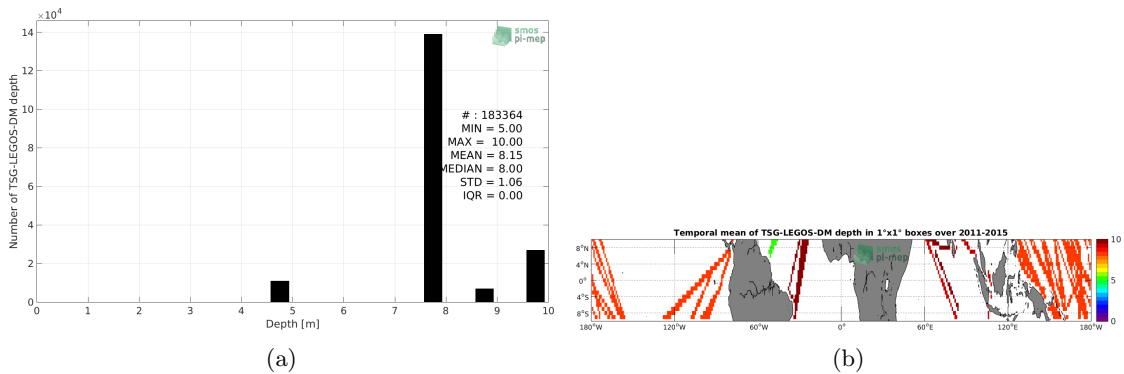 ×10⁴
14
12
10
8
6
4
2
0
Number of TSG-LEGOS-DM depth
smos
pi-mep
# : 183364
MIN = 5.00
MAX = 10.00
MEAN = 8.15
MEDIAN = 8.00
STD = 1.06
IQR = 0.00
0 1 2 3 4 5 6 7 8 9 10
Depth [m]
(a)
Temporal mean of TSG-LEGOS-DM depth in 1°x1° boxes over 2011-2015
smos
pi-mep
8°N
4°N
0°
4°S
8°S
180°W 120°W 60°W 0° 60°E 120°E 180°W
10
5
0
(b)